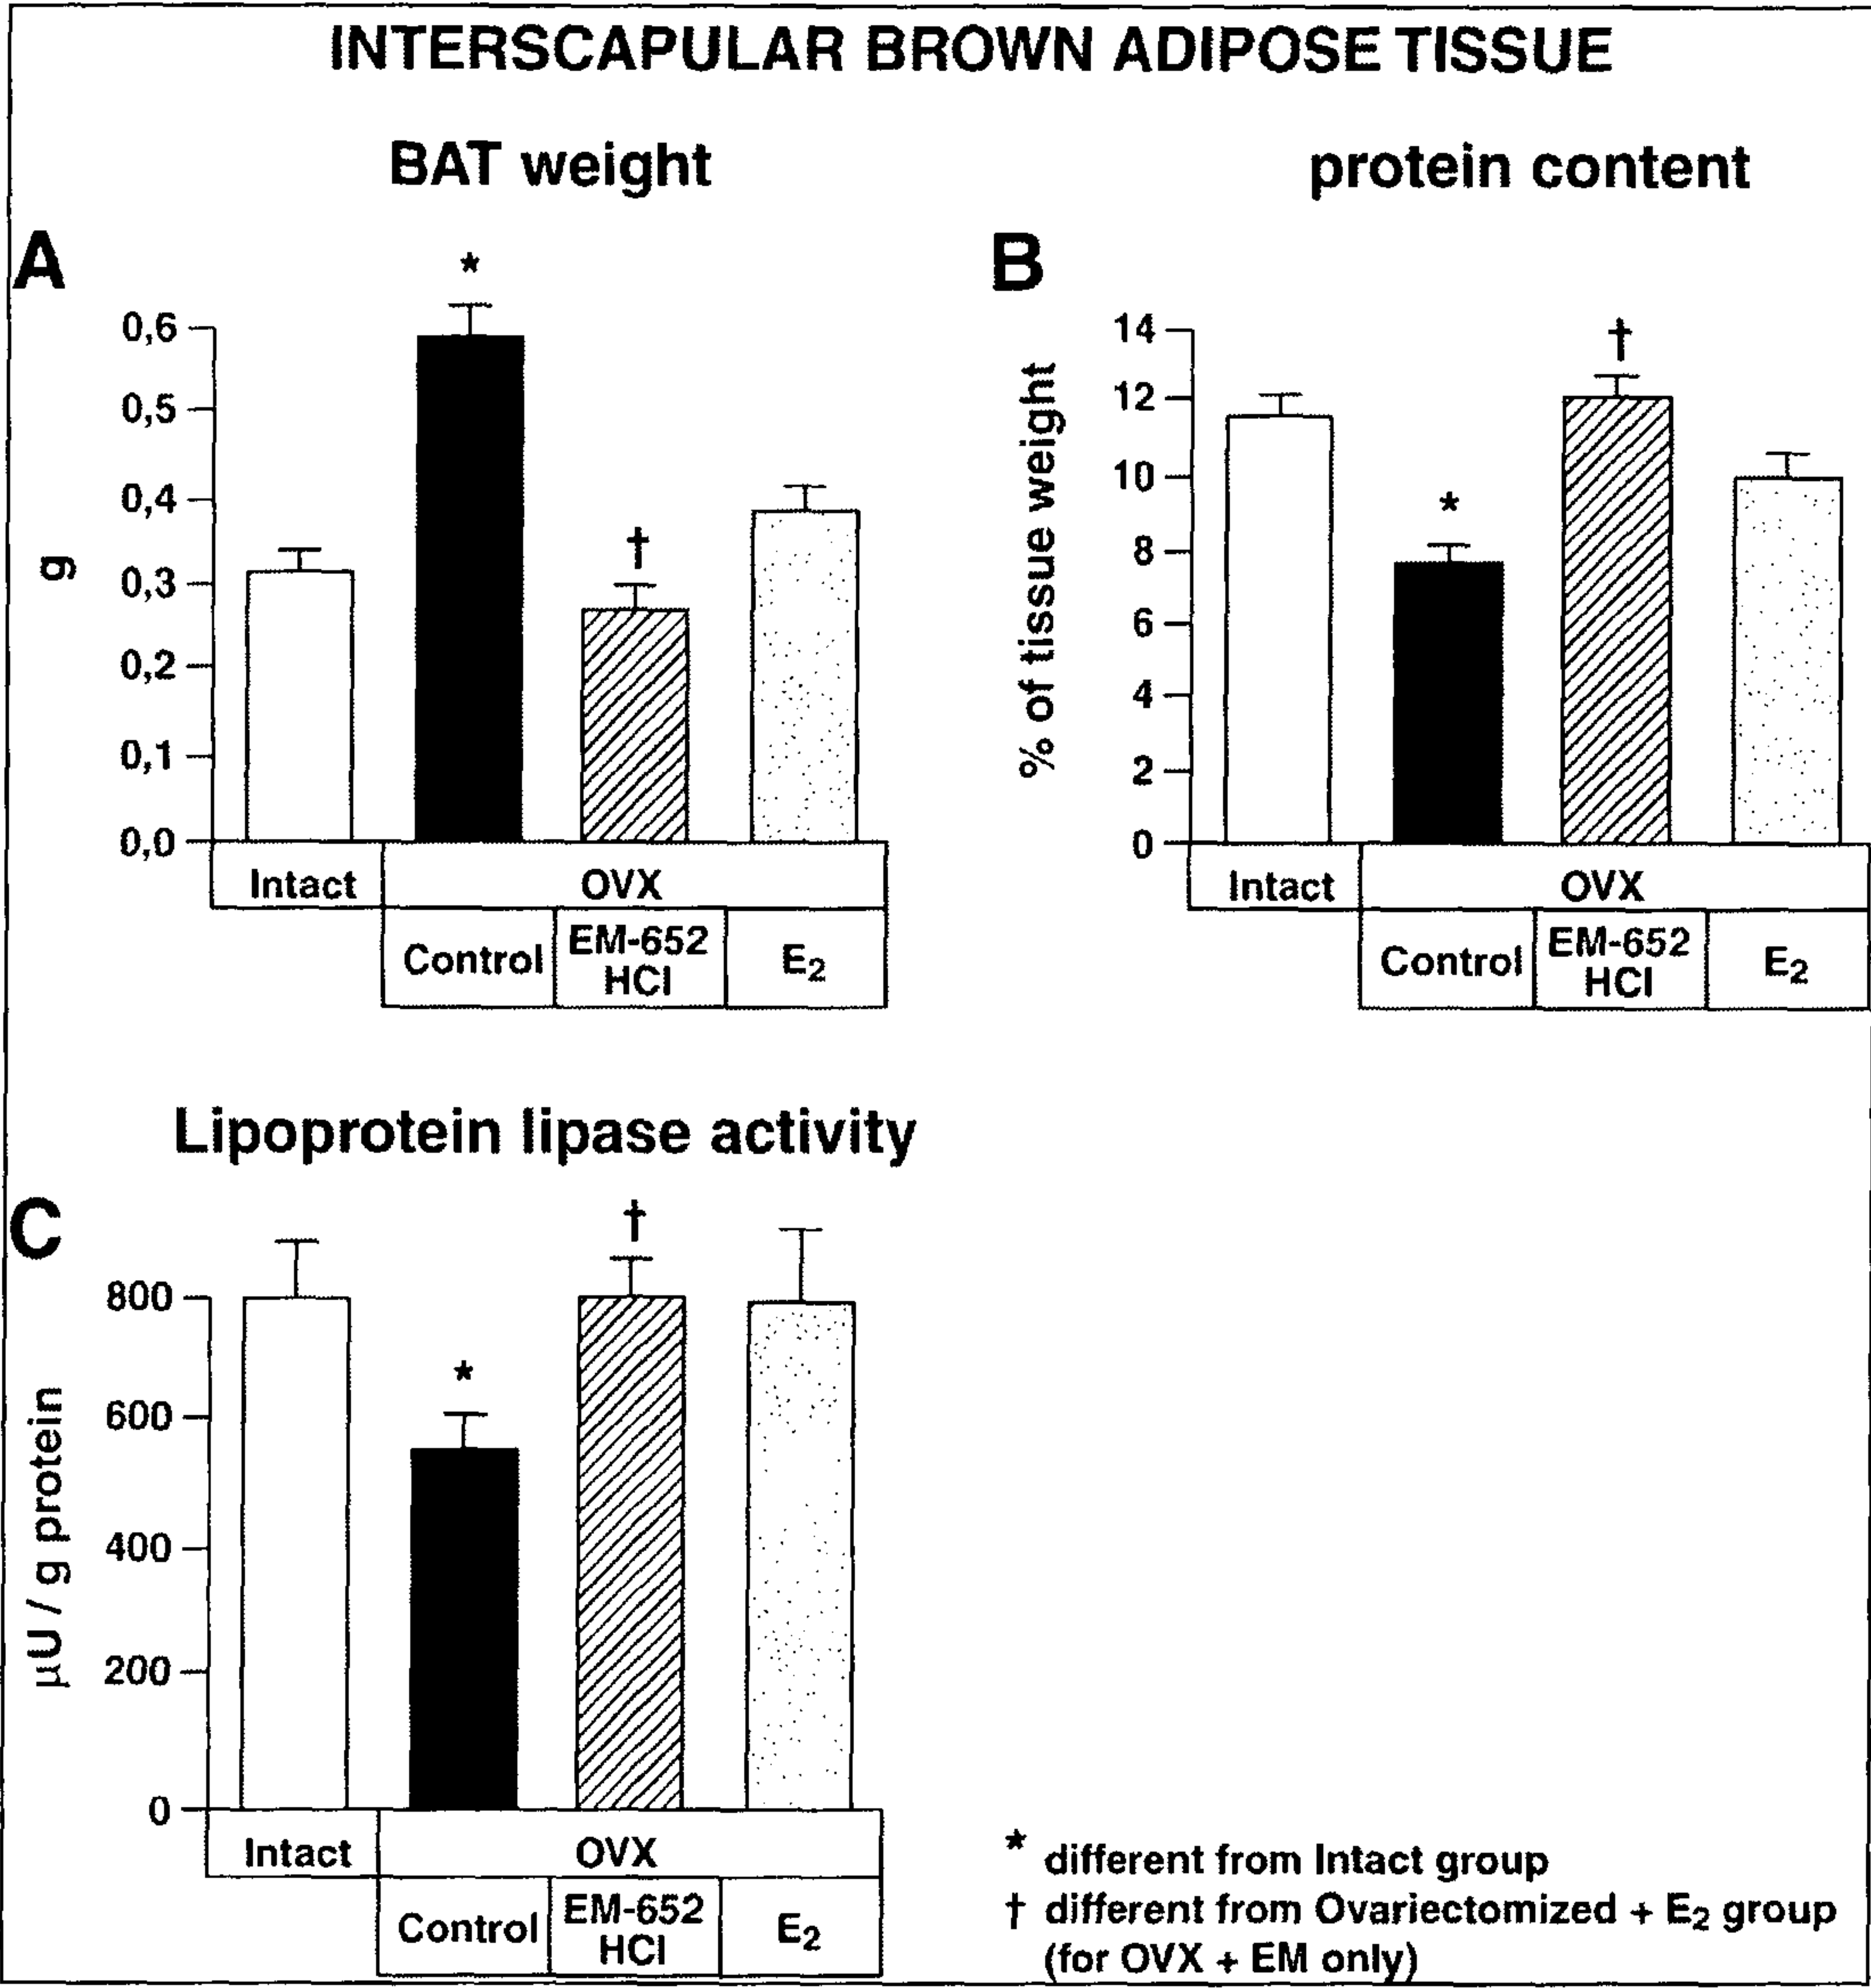 INTERSCAPULAR BROWN ADIPOSE TISSUE
BAT weight
A
*
†
0,6
0,5
0,4
0,3
0,2
0,1
0,0
g
Intact
OVX
Control
EM-652
HCl
E₂
protein content
B
†
*
14
12
10
8
6
4
2
0
% of tissue weight
Intact
OVX
Control
EM-652
HCl
E₂
Lipoprotein lipase activity
C
†
*
800
600
400
200
0
µU / g protein
Intact
OVX
Control
EM-652
HCl
E₂
* different from Intact group
† different from Ovariectomized + E₂ group
(for OVX + EM only)